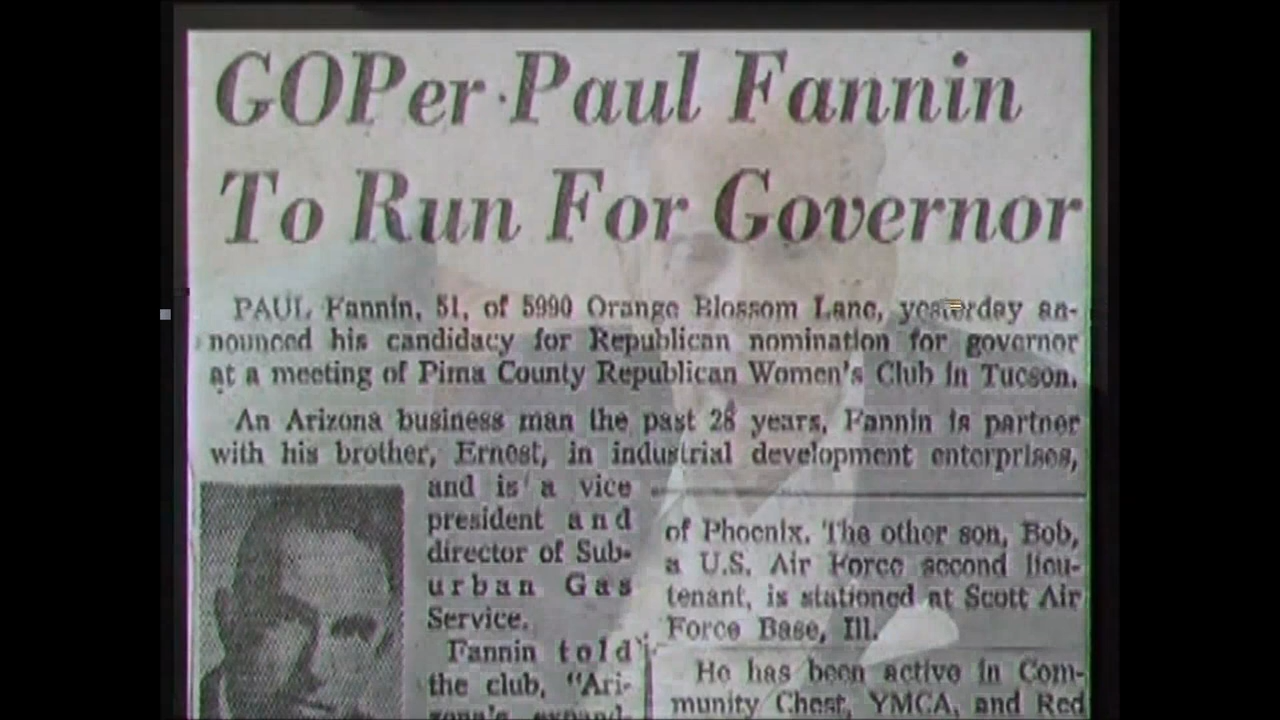 GOPer Paul Fannin
To Run For Governor
PAUL Fannin, 51, of 5990 Orange Blossom Lane, yesterday an-
nounced his candidacy for Republican nomination for governor
at a meeting of Pima County Republican Women's Club in Tucson.
An Arizona business man the past 28 years, Fannin is partner
with his brother, Ernest, in industrial development enterprises,
and is a vice
president and
director of Sub-
urban Gas
Service.
Fannin told
the club, "Ari-
zona's expand-
of Phoenix. The other son, Bob,
a U.S. Air Force second lieu-
tenant, is stationed at Scott Air
Force Base, Ill.
He has been active in Com-
munity Chest, YMCA, and Red